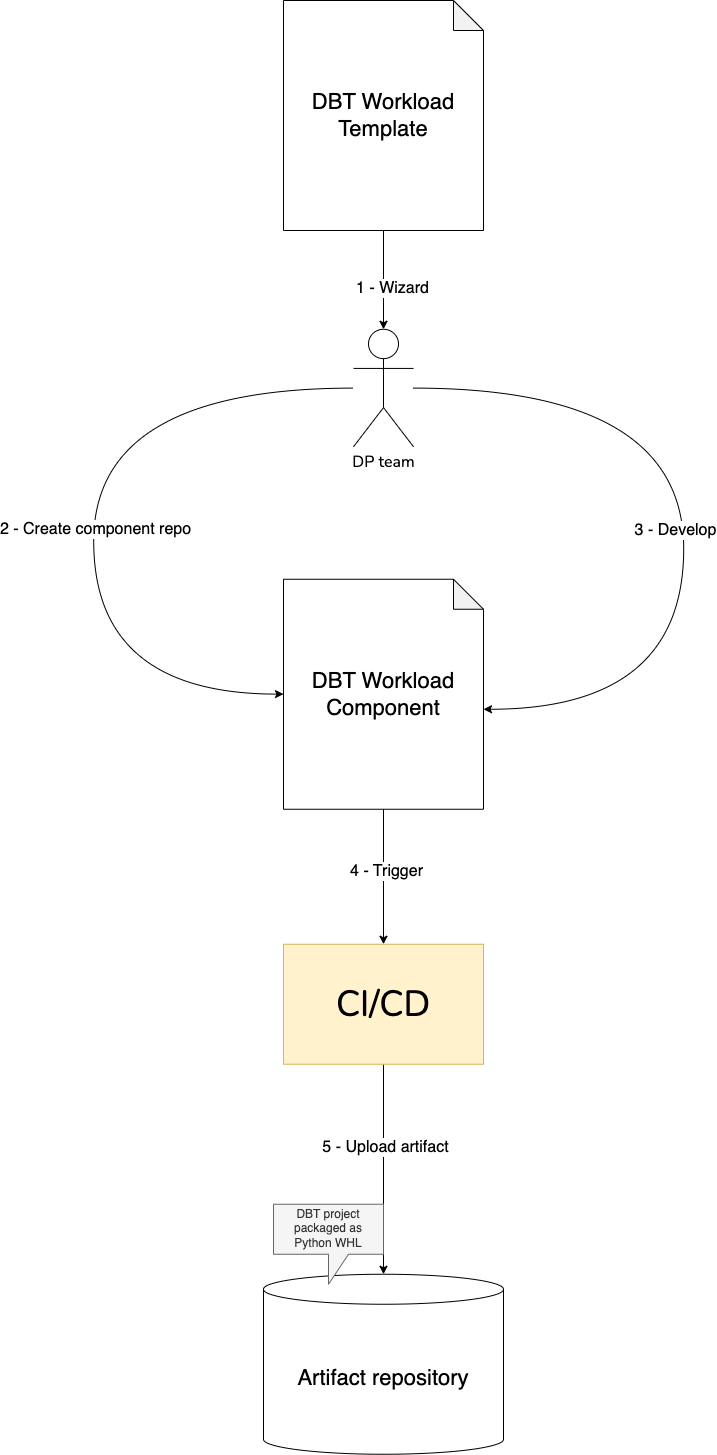 DBT Workload
Template
1 - Wizard
DP team
2 - Create component repo
3 - Develop
DBT Workload
Component
4 - Trigger
CI/CD
5 - Upload artifact
DBT project
packaged as
Python WHL
Artifact repository